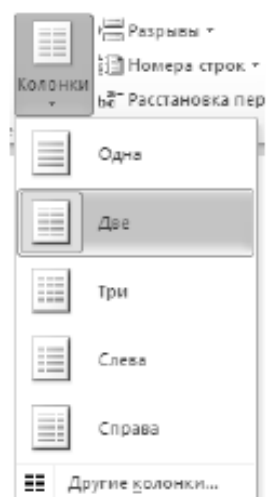 Разрывы
Номера строк
Колонки
Расстановка пер
Одна
Две
Три
Слева
Справа
Другие колонки...